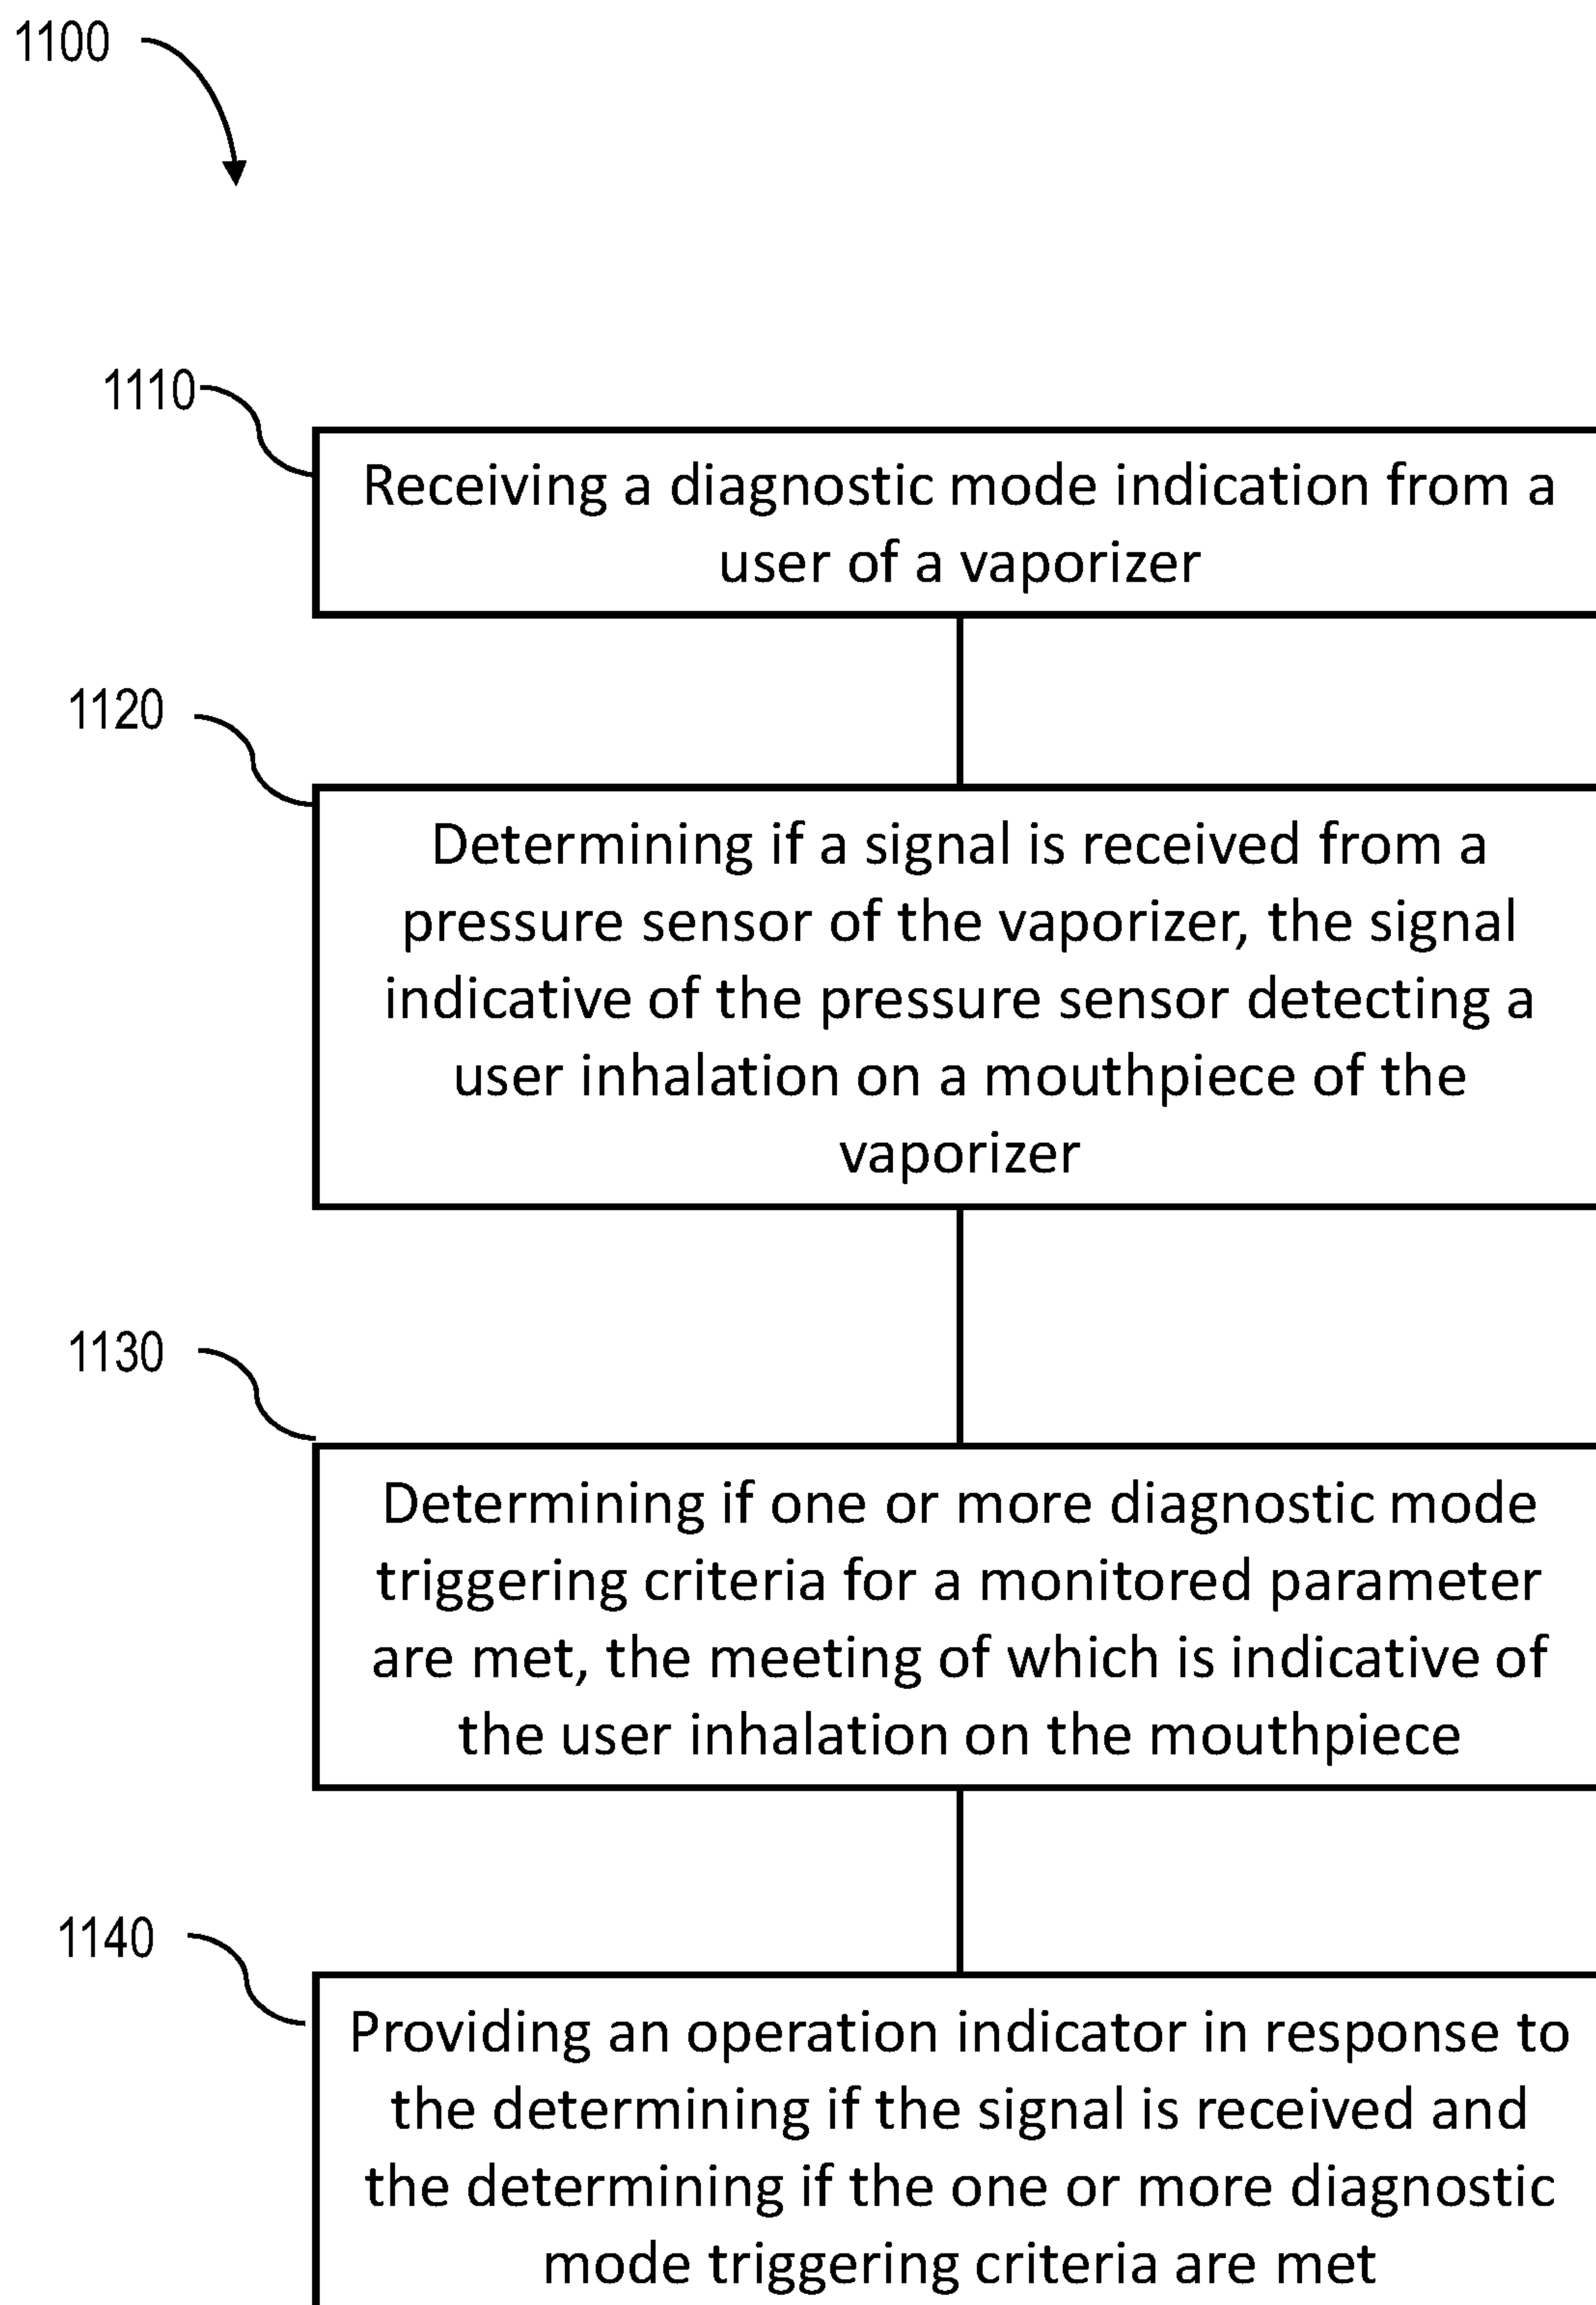 1100
1110
Receiving a diagnostic mode indication from a
user of a vaporizer
1120
Determining if a signal is received from a
pressure sensor of the vaporizer, the signal
indicative of the pressure sensor detecting a
user inhalation on a mouthpiece of the
vaporizer
1130
Determining if one or more diagnostic mode
triggering criteria for a monitored parameter
are met, the meeting of which is indicative of
the user inhalation on the mouthpiece
1140
Providing an operation indicator in response to
the determining if the signal is received and
the determining if the one or more diagnostic
mode triggering criteria are met